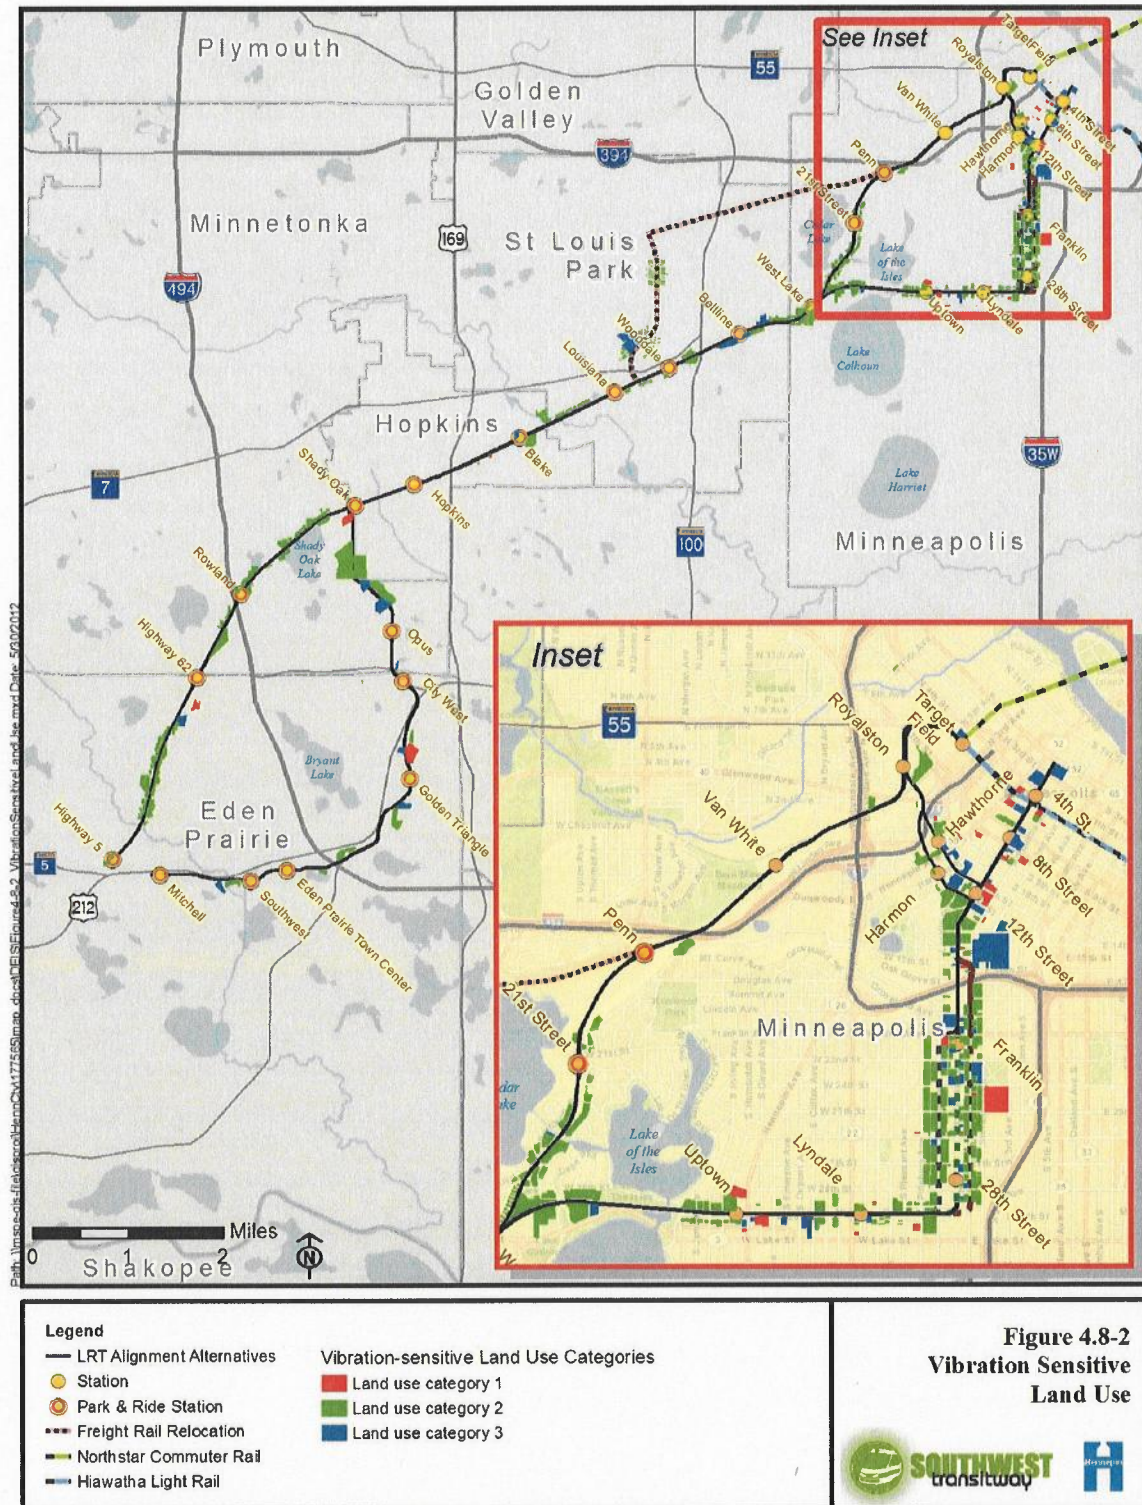 Plymouth
Golden
Valley
Minnetonka
St Louis
Park
Hopkins
Minneapolis
Eden
Prairie
Shakopee
See Inset
55
394
169
494
7
100
35W
5
212
Target Field
Royalston
Van White
Penn
21st Street
West Lake
Hawthorne
Harmon
4th Street
8th Street
12th Street
Franklin
28th Street
Lyndale
Uptown
Beltline
Wooddale
Louisiana
Blake
Hopkins
Shady Oak
Rowland
Highway 62
Highway 5
Mitchell
Southwest
Eden Prairie Town Center
Golden Triangle
City West
Opus
Cedar
Lake
Lake
of the
Isles
Lake
Calhoun
Lake
Harriet
Shady
Oak
Lake
Bryant
Lake
Inset
55
Royalston
Target
Field
Van White
Hawthorne
4th St.
8th Street
Harmon
12th Street
Penn
21st Street
Minneapolis
Franklin
Lake
of the
Isles
Uptown
Lyndale
28th Street
Miles
0 1 2
N
Legend
LRT Alignment Alternatives
Station
Park & Ride Station
Freight Rail Relocation
Northstar Commuter Rail
Hiawatha Light Rail
Vibration-sensitive Land Use Categories
Land use category 1
Land use category 2
Land use category 3
Figure 4.8-2
Vibration Sensitive
Land Use
SOUTHWEST
transitway
Hennepin